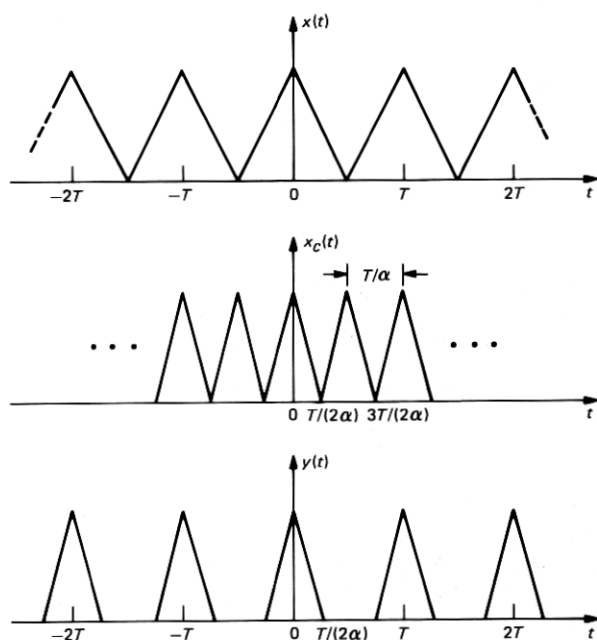 x(t)
−2T −T 0 T 2T t
x_c(t)
T/α
• • • • • •
0 T/(2α) 3T/(2α) t
y(t)
−2T −T 0 T/(2α) T 2T t